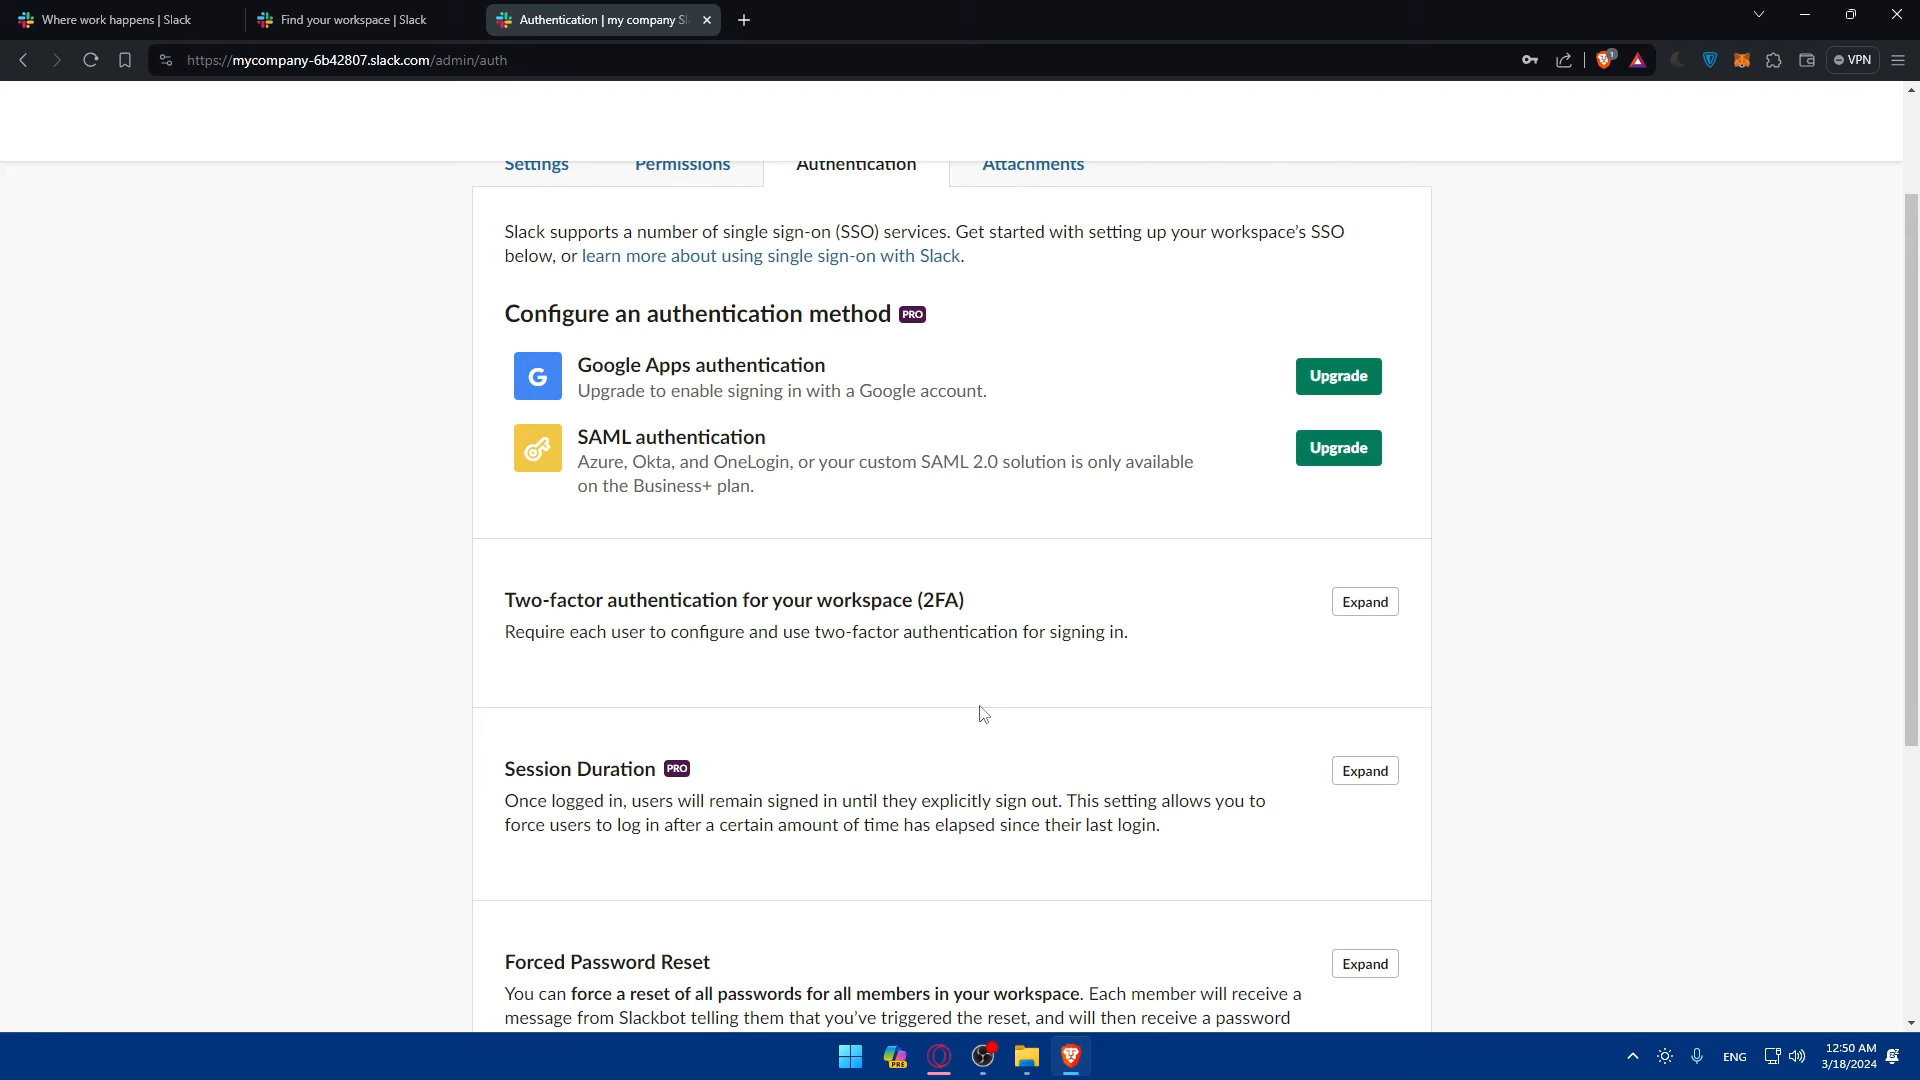 Where work happens | Slack
Find your workspace | Slack
Authentication | my company Sl
https://mycompany-6b42807.slack.com/admin/auth
1
VPN
Settings
Permissions
Authentication
Attachments
Slack supports a number of single sign-on (SSO) services. Get started with setting up your workspace's SSO
below, or learn more about using single sign-on with Slack.
Configure an authentication method PRO
G
Google Apps authentication
Upgrade to enable signing in with a Google account.
Upgrade
SAML authentication
Azure, Okta, and OneLogin, or your custom SAML 2.0 solution is only available
on the Business+ plan.
Upgrade
Two-factor authentication for your workspace (2FA)
Expand
Require each user to configure and use two-factor authentication for signing in.
Session Duration PRO
Expand
Once logged in, users will remain signed in until they explicitly sign out. This setting allows you to
force users to log in after a certain amount of time has elapsed since their last login.
Forced Password Reset
Expand
You can force a reset of all passwords for all members in your workspace. Each member will receive a
message from Slackbot telling them that you've triggered the reset, and will then receive a password
PRE
ENG
12:50 AM
3/18/2024